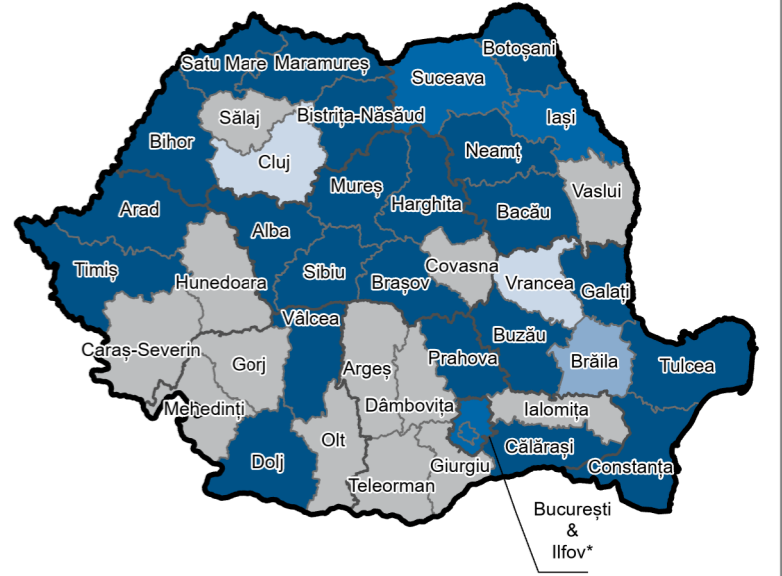 Botoșani
Satu Mare
Maramureș
Suceava
Sălaj
Bistrița-Năsăud
Iași
Bihor
Cluj
Neamț
Mureș
Vaslui
Arad
Harghita
Bacău
Alba
Timiș
Hunedoara
Sibiu
Brașov
Covasna
Vrancea
Galați
Vâlcea
Buzău
Caraș-Severin
Gorj
Argeș
Prahova
Brăila
Tulcea
Mehedinți
Dâmbovița
Ialomița
Olt
Călărași
Dolj
Giurgiu
Constanța
Teleorman
București
&
Ilfov*